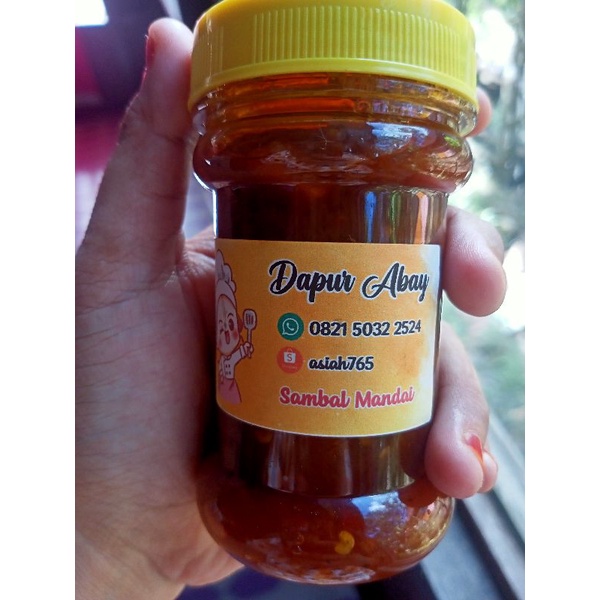 Dapur Abay
0821 5032 2524
asiah765
Sambal Mandai